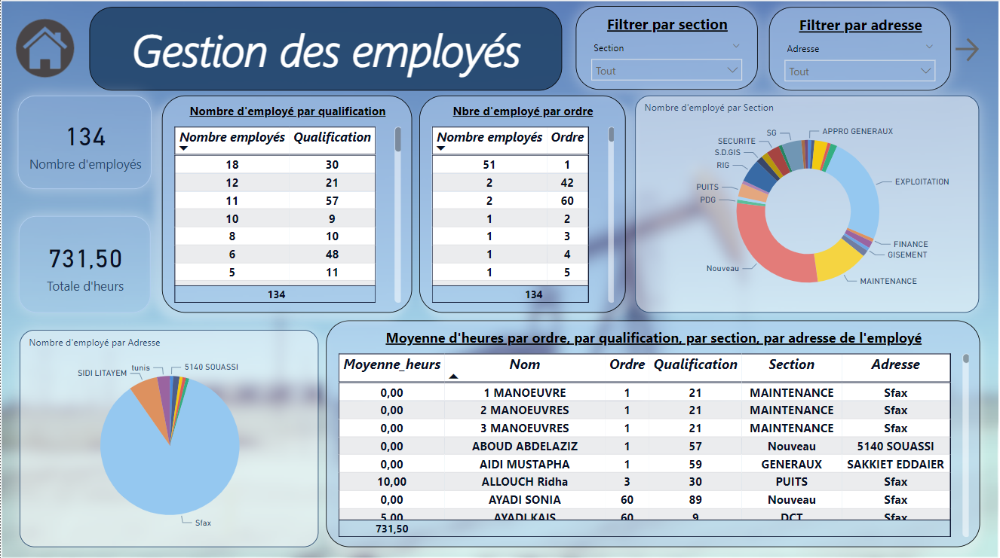 Gestion des employés
Filtrer par section
Section
Tout
Filtrer par adresse
Adresse
Tout
134
Nombre d'employés
731,50
Totale d'heurs
Nombre d'employé par qualification
Nombre employés Qualification
18 30
12 21
11 57
10 9
8 10
6 48
5 11
134
Nbre d'employé par ordre
Nombre employés Ordre
51 1
2 42
2 60
1 2
1 3
1 4
1 5
134
Nombre d'employé par Section
SG
APPRO GENERAUX
SECURITE
S.D.GIS
RIG
EXPLOITATION
PUITS
PDG
FINANCE
GISEMENT
Nouveau
MAINTENANCE
Nombre d'employé par Adresse
tunis
5140 SOUASSI
SIDI LITAYEM
Sfax
Moyenne d'heures par ordre, par qualification, par section, par adresse de l'employé
Moyenne_heurs Nom Ordre Qualification Section Adresse
0,00 1 MANOEUVRE 1 21 MAINTENANCE Sfax
0,00 2 MANOEUVRES 1 21 MAINTENANCE Sfax
0,00 3 MANOEUVRES 1 21 MAINTENANCE Sfax
0,00 ABOUD ABDELAZIZ 1 57 Nouveau 5140 SOUASSI
0,00 AIDI MUSTAPHA 1 59 GENERAUX SAKKIET EDDAIER
10,00 ALLOUCH Ridha 3 30 PUITS Sfax
0,00 AYADI SONIA 60 89 Nouveau Sfax
5,00 AYADI KAIS 60 9 DCT Sfax
731,50